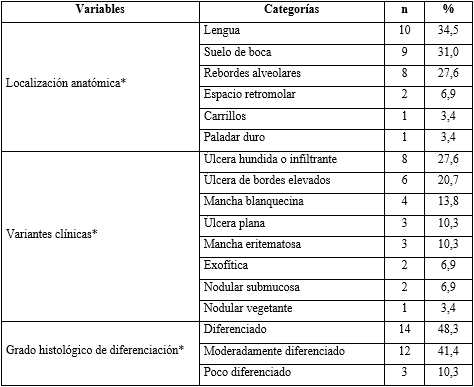 Variables Categorías n %
Localización anatómica*
Lengua 10 34,5
Suelo de boca 9 31,0
Rebordes alveolares 8 27,6
Espacio retromolar 2 6,9
Carrillos 1 3,4
Paladar duro 1 3,4
Variantes clínicas*
Ulcera hundida o infiltrante 8 27,6
Ulcera de bordes elevados 6 20,7
Mancha blanquecina 4 13,8
Ulcera plana 3 10,3
Mancha eritematosa 3 10,3
Exofítica 2 6,9
Nodular submucosa 2 6,9
Nodular vegetante 1 3,4
Grado histológico de diferenciación*
Diferenciado 14 48,3
Moderadamente diferenciado 12 41,4
Poco diferenciado 3 10,3